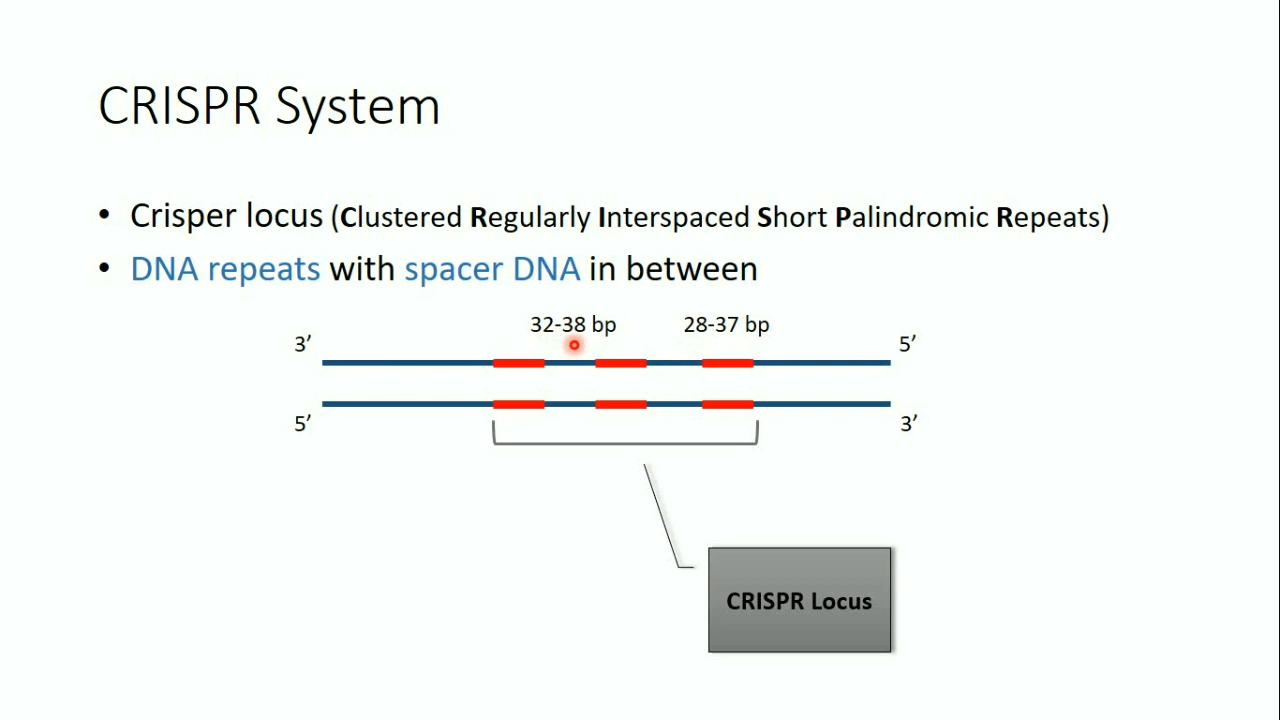 CRISPR System
• Crisper locus (Clustered Regularly Interspaced Short Palindromic Repeats)
• DNA repeats with spacer DNA in between
32-38 bp 28-37 bp
3’ 5’
5’ 3’
CRISPR Locus